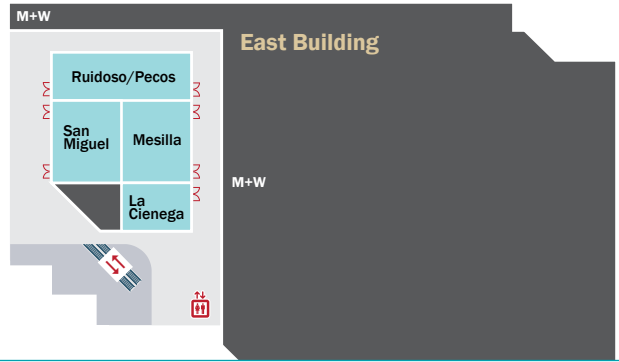 M+W
East Building
Ruidoso/Pecos
San
Miguel
Mesilla
M+W
La
Cienega